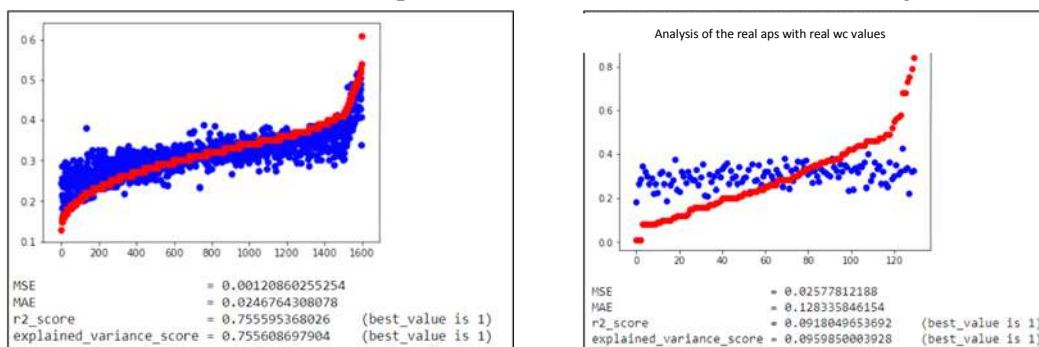 0.6
0.5
0.4
0.3
0.2
0.1
0 200 400 600 800 1000 1200 1400 1600
MSE = 0.00120860255254
MAE = 0.0246764308078
r2_score = 0.755595368026 (best_value is 1)
explained_variance_score = 0.755608697904 (best_value is 1)
Analysis of the real aps with real wc values
0.8
0.6
0.4
0.2
0.0
0 20 40 60 80 100 120
MSE = 0.02577812188
MAE = 0.128335846154
r2_score = 0.0918049653692 (best_value is 1)
explained_variance_score = 0.0959850003928 (best_value is 1)